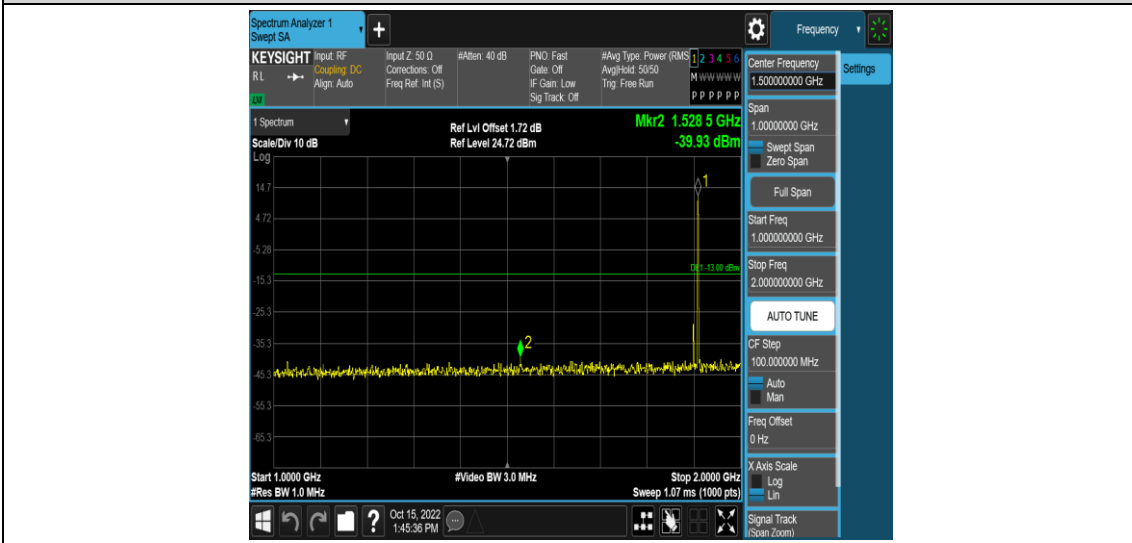 Spectrum Analyzer 1
Swept SA
+
Frequency
KEYSIGHT
RL
LXI
Input: RF
Coupling: DC
Align: Auto
Input Z: 50 Ω
Corrections: Off
Freq Ref: Int (S)
#Atten: 40 dB
PNO: Fast
Gate: Off
IF Gain: Low
Sig Track: Off
#Avg Type: Power (RMS
Avg|Hold: 50/50
Trig: Free Run
1 2 3 4 5 6
M W W W W W
P P P P P P
1 Spectrum
Scale/Div 10 dB
Ref Lvl Offset 1.72 dB
Ref Level 24.72 dBm
Mkr2 1.528 5 GHz
-39.93 dBm
Log
14.7
4.72
-5.28
-15.3
-25.3
-35.3
-45.3
-55.3
-65.3
1
DL1 -13.00 dBm
2
Start 1.0000 GHz
#Res BW 1.0 MHz
#Video BW 3.0 MHz
Stop 2.0000 GHz
Sweep 1.07 ms (1000 pts)
?
Oct 15, 2022
1:45:36 PM
Center Frequency
1.500000000 GHz
Span
1.00000000 GHz
Swept Span
Zero Span
Full Span
Start Freq
1.000000000 GHz
Stop Freq
2.000000000 GHz
AUTO TUNE
CF Step
100.000000 MHz
Auto
Man
Freq Offset
0 Hz
X Axis Scale
Log
Lin
Signal Track
(Span Zoom)
Settings